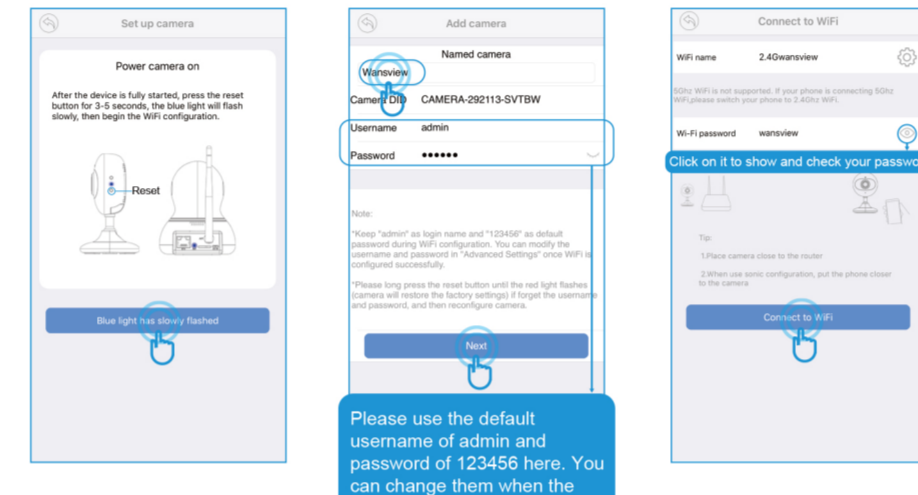 Set up camera
Power camera on
After the device is fully started, press the reset
button for 3-5 seconds, the blue light will flash
slowly, then begin the WiFi configuration.
Reset
Blue light has slowly flashed
Add camera
Named camera
Wansview
Camera DID CAMERA-292113-SVTBW
Username admin
Password ●●●●●●
Note:
*Keep "admin" as login name and "123456" as default
password during WiFi configuration. You can modify the
username and password in "Advanced Settings" once WiFi is
configured successfully.
*Please long press the reset button until the red light flashes
(camera will restore the factory settings) if forget the username
and password, and then reconfigure camera.
Next
Please use the default
username of admin and
password of 123456 here. You
can change them when the
Connect to WiFi
WiFi name 2.4Gwansview
5Ghz WiFi is not supported. If your phone is connecting 5Ghz
WiFi,please switch your phone to 2.4Ghz WiFi.
Wi-Fi password wansview
Click on it to show and check your passwo
Tip:
1.Place camera close to the router
2.When use sonic configuration, put the phone closer
to the camera
Connect to WiFi